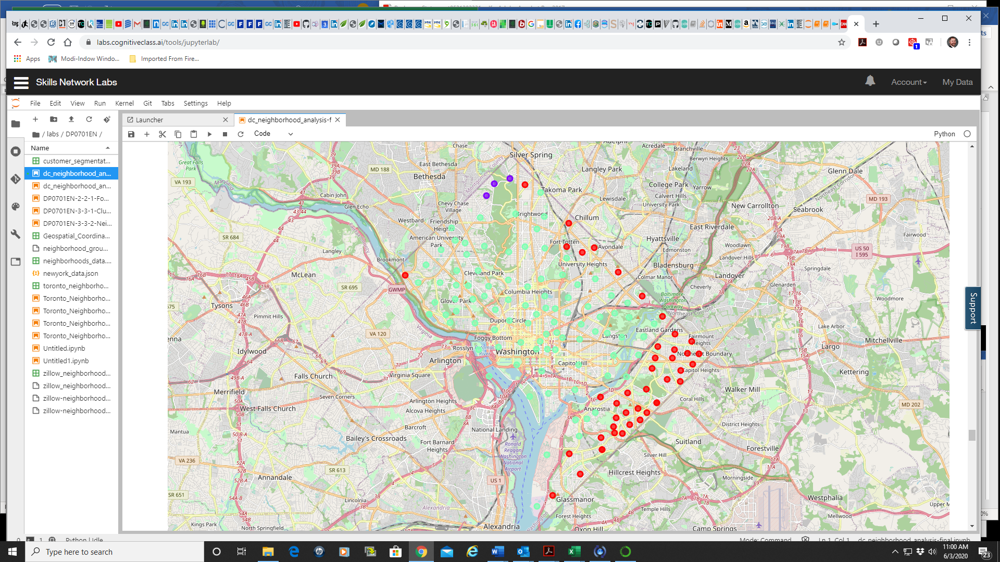 labs.cognitiveclass.ai/tools/jupyterlab/
Apps
Modi-Indow Windo...
Imported From Fire...
Skills Network Labs
Account
My Data
File Edit View Run Kernel Git Tabs Settings Help
Launcher
dc_neighborhood_analysis-f
/ labs / DP0701EN /
Code
Python
Name
customer_segmentat...
dc_neighborhood_an...
dc_neighborhood_an...
DP0701EN-2-2-1-Fo...
DP0701EN-3-3-1-Clu...
DP0701EN-3-3-2-Nei...
Geospatial_Coordina...
neighborhood_grou...
neighborhoods_data....
newyork_data.json
toronto_neighborho...
Toronto_Neighborho...
Toronto_Neighborho...
Toronto_Neighborho...
Toronto_Neighborho...
Untitled.ipynb
Untitled1.ipynb
zillow_neighborhood...
zillow_neighborhood...
zillow-neighborhood...
zillow-neighborhood...
Great Falls Park
Chase
Silver Spring
Acredale
Branchville
Berwyn Heights
East Bethesda
Bethesda
MD 188
Langley Park
Lakeland
Glenn Dale
VA 193
Maryland
Montgomery County
College Park
Yarrow
Takoma Park
Cabin John
Chevy Chase Village
Lewisdale
Calvert Hills
University Park
MD 193
Northeast Corridor
Glen Echo
New Carrollton
Seabrook
Brightwood
Chillum
Westbard
Friendship Heights
East Riverdale
Fairfax County
SR 684
American University Park
Hyattsville
Fort Totten
Avondale
Woodlawn
Fairwood
Langley
Edmonston
Landover Hills
US 50
I 595
Brookmont
University Heights
Bladensburg
Springdale
McLean
Cleveland Park
Colmar Manor
Landover
SR 695
GWMP
Columbia Heights
Cheverly
Glenarden
Baltimore Washington Parkway
Woodmore
Tysons
Glover Park
Northeast Corridor
Pimmit Hills
Dupont Circle
Lake Arbor
Virginia
VA 120
Eastland Gardens
Foggy Bottom
Langston
Fairmount Heights
Mitchellville
Rosslyn
Potomac River
Largo
Idylwood
Washington
Northeast Boundary
Arlington
Capitol Hill
Capitol Heights
Kettering
Falls Church
Virginia Square
Merrifield
Seven Corners
Arlington Heights
Walker Mill
Coral Hills
West Falls Church
Alcova Heights
Anacostia
MD 202
Mantua
Barcroft
National Landing
District Heights
Bailey's Crossroads
Fort Barnard Heights
Ronald Reagan Washington National Airport
Suitland
Forestville
Silver Hill
VA 236
SR 613
Annandale
US 1
Hillcrest Heights
Morningside
SR 651
Lincolnia
Alexandria
Glassmanor
Westphalia
Temple Hills
Forest Heights
Mellwood
Kings Park
North Springfield
Alexandria
Washington
Oxon Hill
Camp Springs
Support
Python | Idle
Mode: Command
Ln 1, Col 1
dc_neighborhood_analysis-final.ipynb
Type here to search
11:00 AM
6/3/2020
23